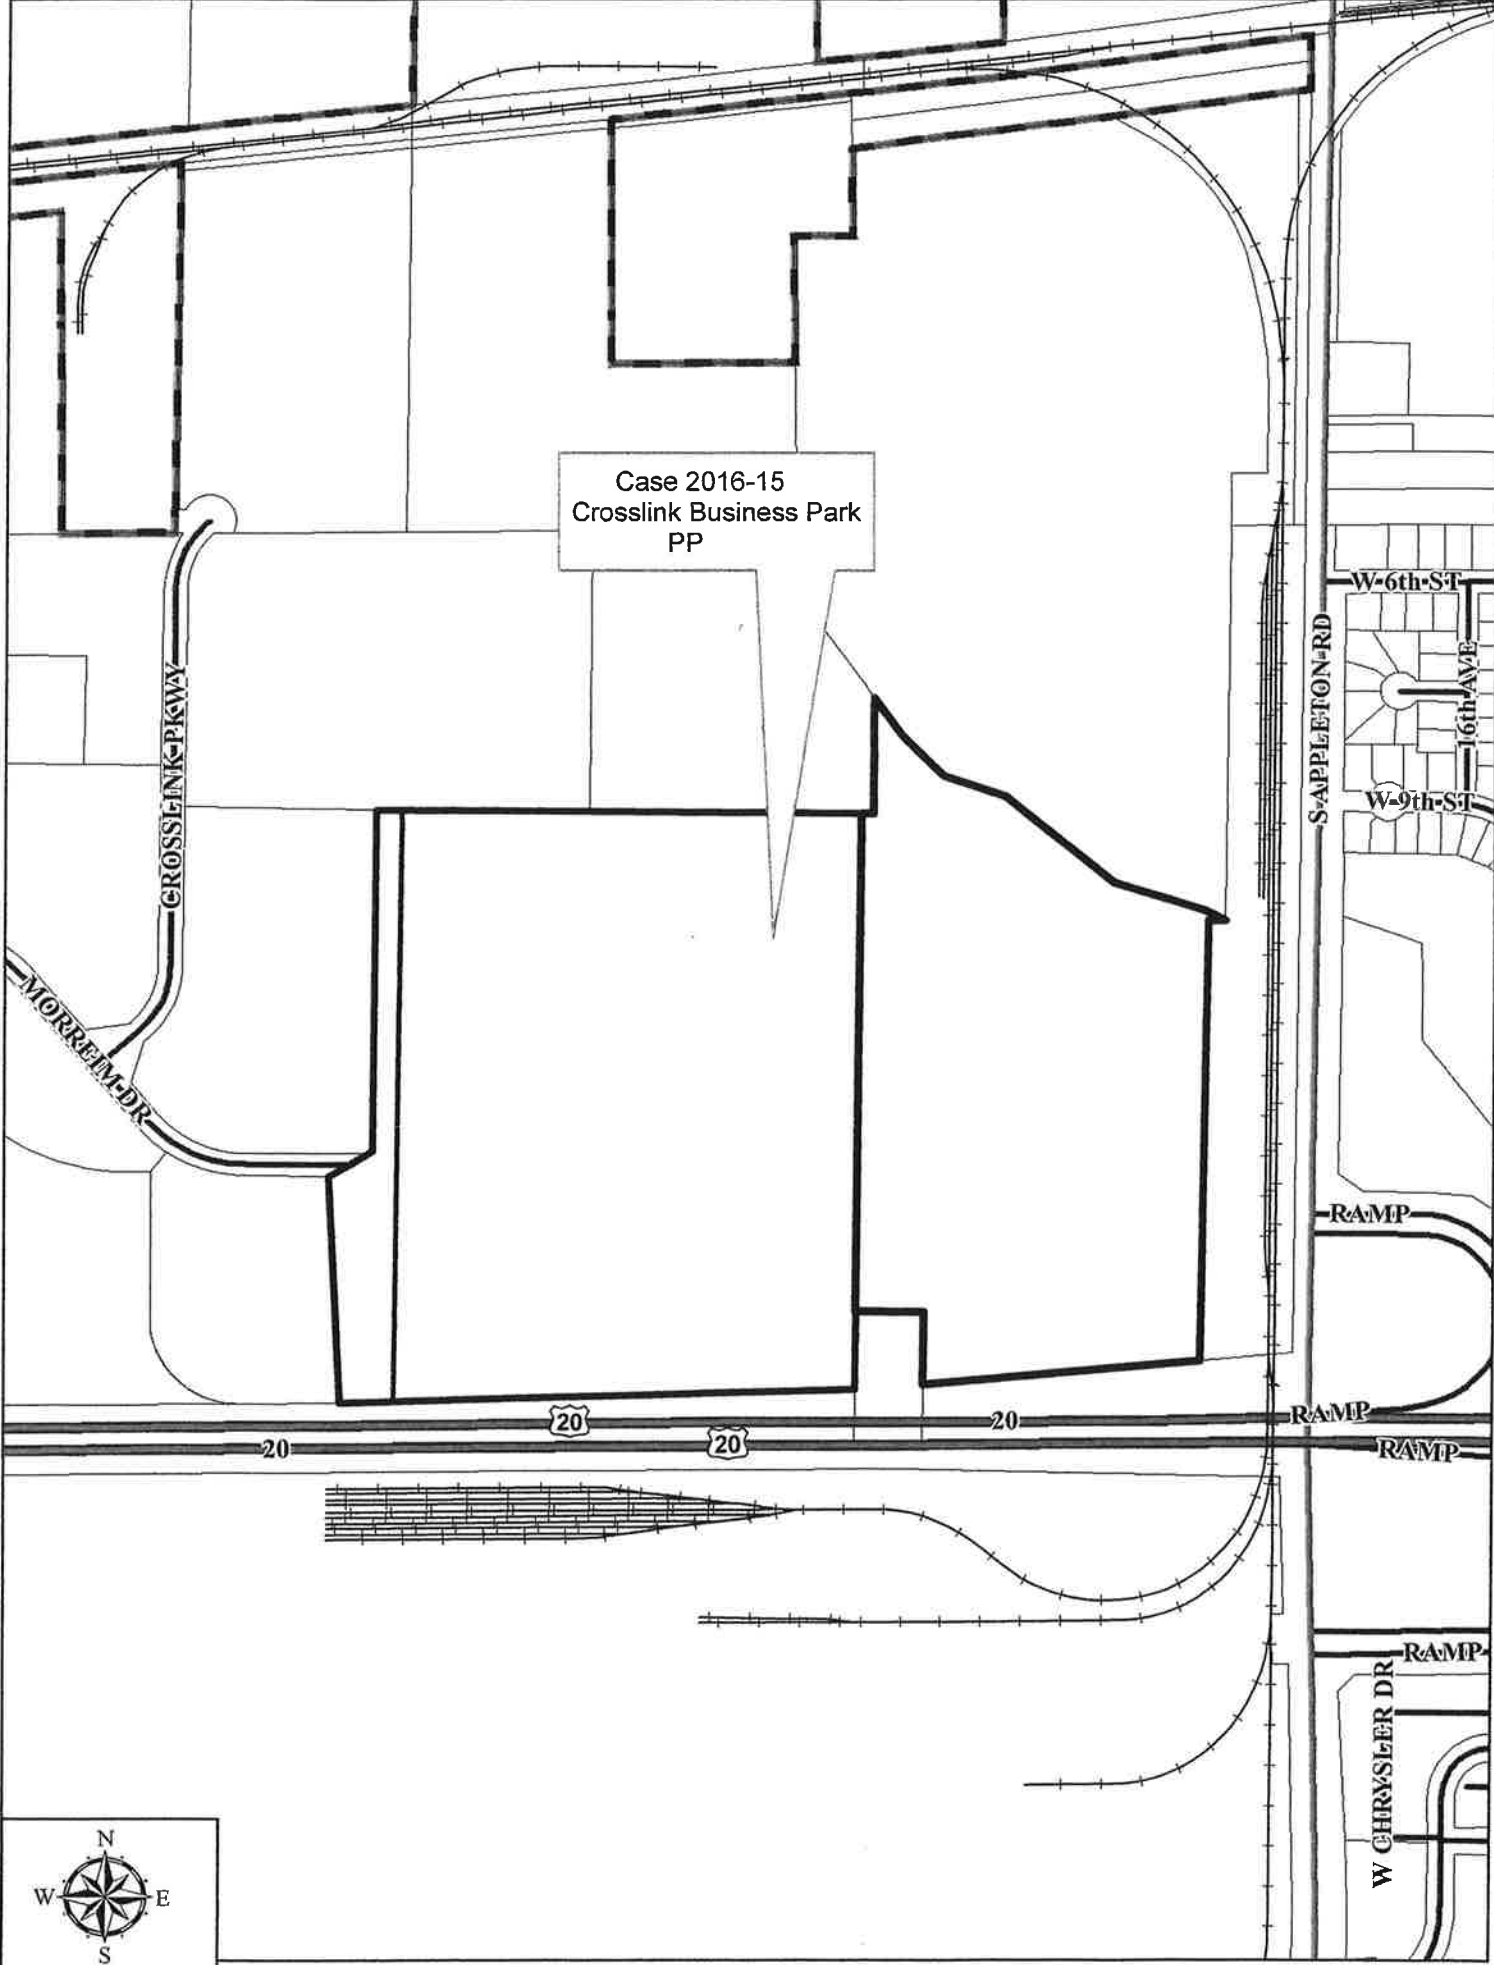 Case 2016-15
Crosslink Business Park
PP
W 6th ST
16th AVE
S APPLETON RD
W 9th ST
CROSSLINK PKWY
MORREIM DR
RAMP
RAMP
20
20
20
20
RAMP
RAMP
W CHRYSLER DR
N
W
E
S